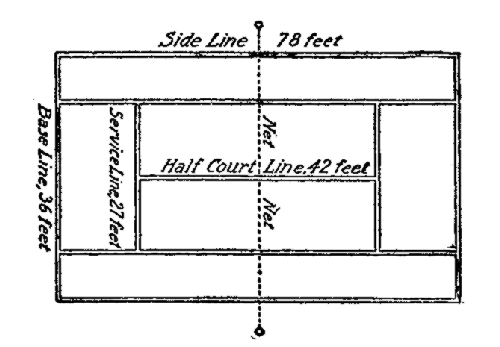 Side Line 78 feet
Base Line, 36 feet
Service Line, 27 feet
Net
Half Court Line, 42 feet
Net